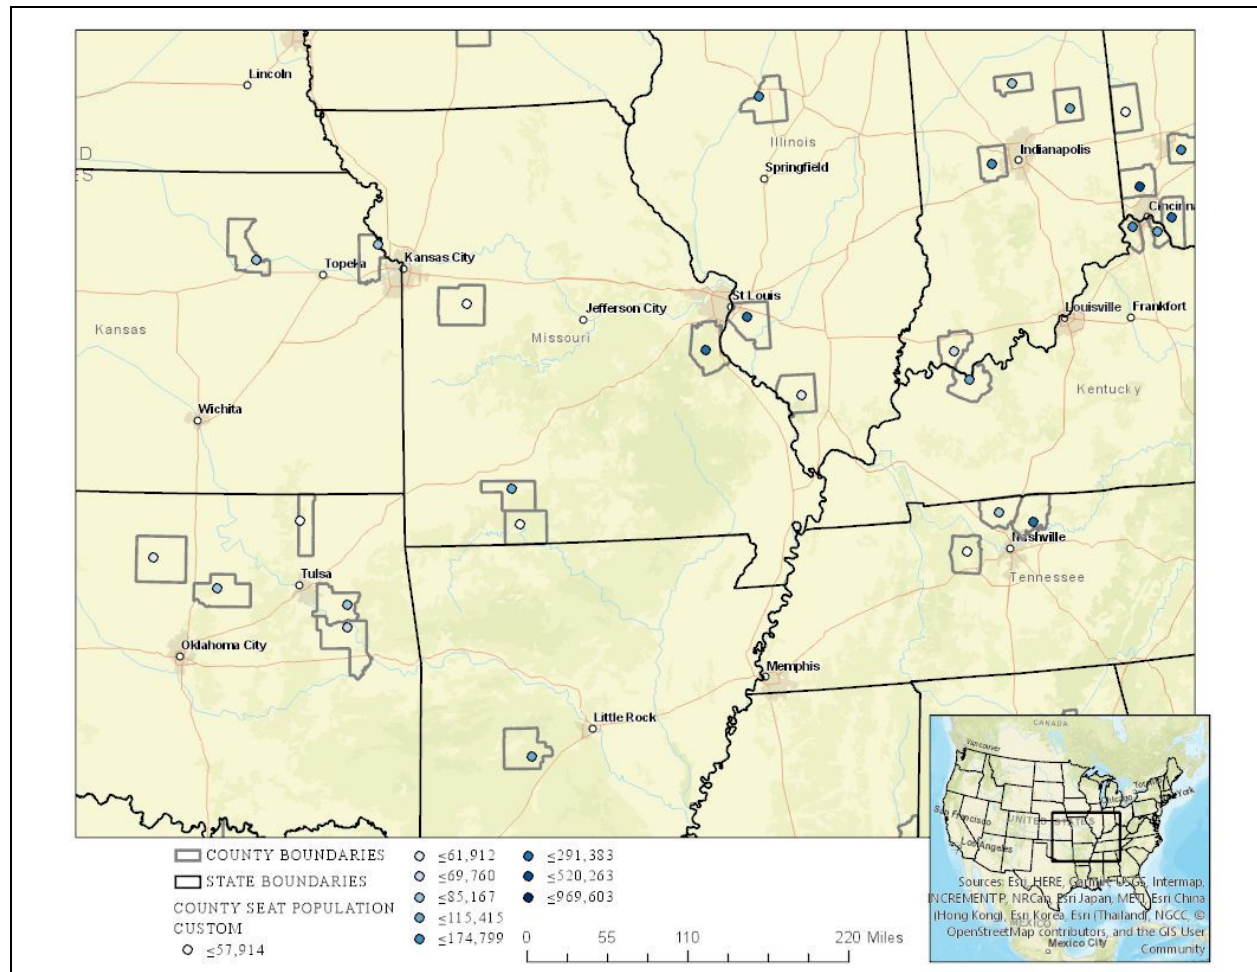 Lincoln
Illinois
Indianapolis
D
ES
Springfield
Cincinna
Topeka
Kansas City
St Louis
Jefferson City
Louisville
Frankfort
Kansas
Missouri
Kentucky
Wichita
Nashville
Tulsa
Tennessee
Oklahoma City
Memphis
Little Rock
CANADA
Vancouver
Toronto
Chicago
York
San Francisco
UNITED STATES
Los Angeles
MEXICO
Mexico City
Sources: Esri, HERE, Garmin, USGS, Intermap,
INCREMENT P, NRCan, Esri Japan, METI, Esri China
(Hong Kong), Esri Korea, Esri (Thailand), NGCC, ©
OpenStreetMap contributors, and the GIS User
Community
COUNTY BOUNDARIES
STATE BOUNDARIES
COUNTY SEAT POPULATION
CUSTOM
≤57,914
≤61,912
≤69,760
≤85,167
≤115,415
≤174,799
≤291,383
≤520,263
≤969,603
0 55 110 220 Miles